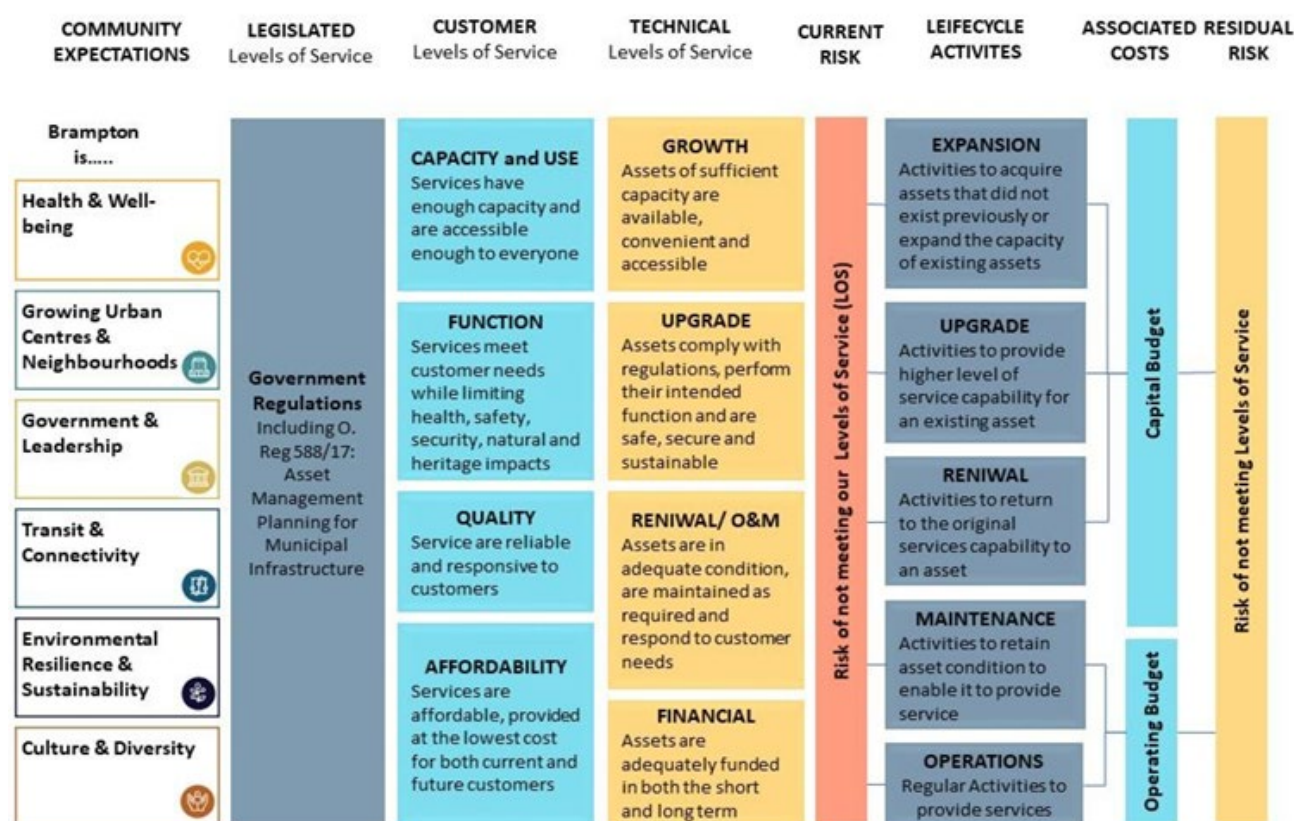 COMMUNITY
EXPECTATIONS
LEGISLATED
Levels of Service
CUSTOMER
Levels of Service
TECHNICAL
Levels of Service
CURRENT
RISK
LEIFECYCLE
ACTIVITES
ASSOCIATED
COSTS
RESIDUAL
RISK
Brampton
is.....
Health & Well-
being
Growing Urban
Centres &
Neighbourhoods
Government &
Leadership
Transit &
Connectivity
Environmental
Resilience &
Sustainability
Culture & Diversity
Government
Regulations
Including O.
Reg 588/17:
Asset
Management
Planning for
Municipal
Infrastructure
CAPACITY and USE
Services have
enough capacity and
are accessible
enough to everyone
FUNCTION
Services meet
customer needs
while limiting
health, safety,
security, natural and
heritage impacts
QUALITY
Service are reliable
and responsive to
customers
AFFORDABILITY
Services are
affordable, provided
at the lowest cost
for both current and
future customers
GROWTH
Assets of sufficient
capacity are
available,
convenient and
accessible
UPGRADE
Assets comply with
regulations, perform
their intended
function and are
safe, secure and
sustainable
RENIWAL/ O&M
Assets are in
adequate condition,
are maintained as
required and
respond to customer
needs
FINANCIAL
Assets are
adequately funded
in both the short
and long term
Risk of not meeting our Levels of Service (LOS)
EXPANSION
Activities to acquire
assets that did not
exist previously or
expand the capacity
of existing assets
UPGRADE
Activities to provide
higher level of
service capability for
an existing asset
RENIWAL
Activities to return
to the original
services capability to
an asset
MAINTENANCE
Activities to retain
asset condition to
enable it to provide
service
OPERATIONS
Regular Activities to
provide services
Capital Budget
Operating Budget
Risk of not meeting Levels of Service